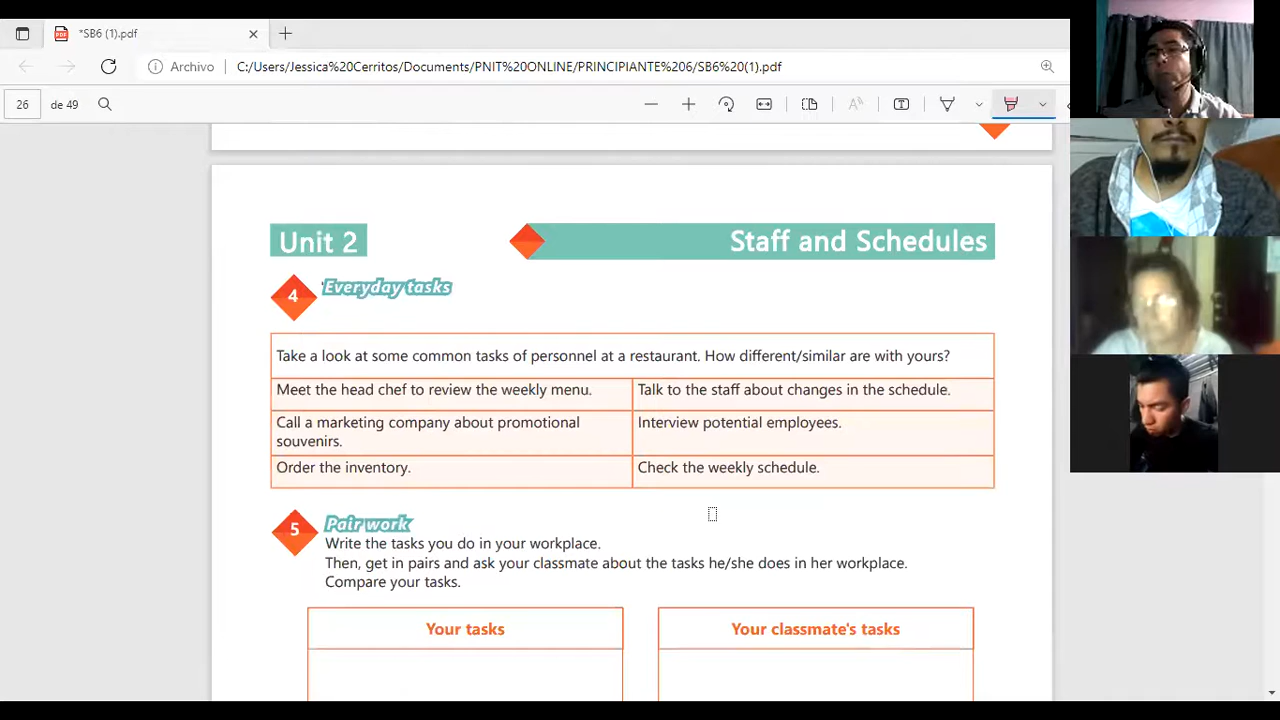 *SB6 (1).pdf
Archivo
C:/Users/Jessica%20Cerritos/Documents/PNIT%20ONLINE/PRINCIPIANTE%206/SB6%20(1).pdf
26
de 49
Unit 2
Staff and Schedules
4
Everyday tasks
Take a look at some common tasks of personnel at a restaurant. How different/similar are with yours?
Meet the head chef to review the weekly menu.
Talk to the staff about changes in the schedule.
Call a marketing company about promotional
souvenirs.
Interview potential employees.
Order the inventory.
Check the weekly schedule.
5
Pair work
Write the tasks you do in your workplace.
Then, get in pairs and ask your classmate about the tasks he/she does in her workplace.
Compare your tasks.
Your tasks
Your classmate's tasks